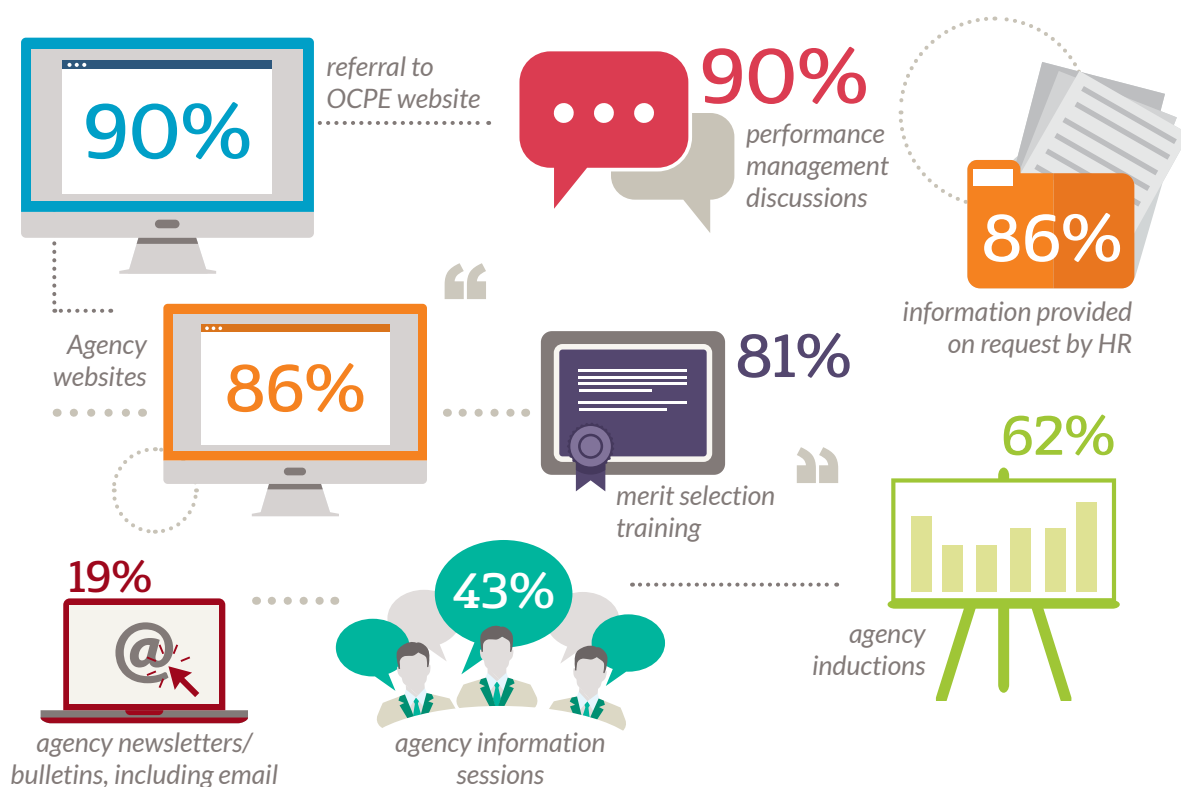 90%
referral to
OCPE website
90%
performance
management
discussions
86%
information provided
on request by HR
Agency
websites
86%
“
81%
merit selection
training
”
62%
agency
inductions
19%
@
agency newsletters/
bulletins, including email
43%
agency information
sessions